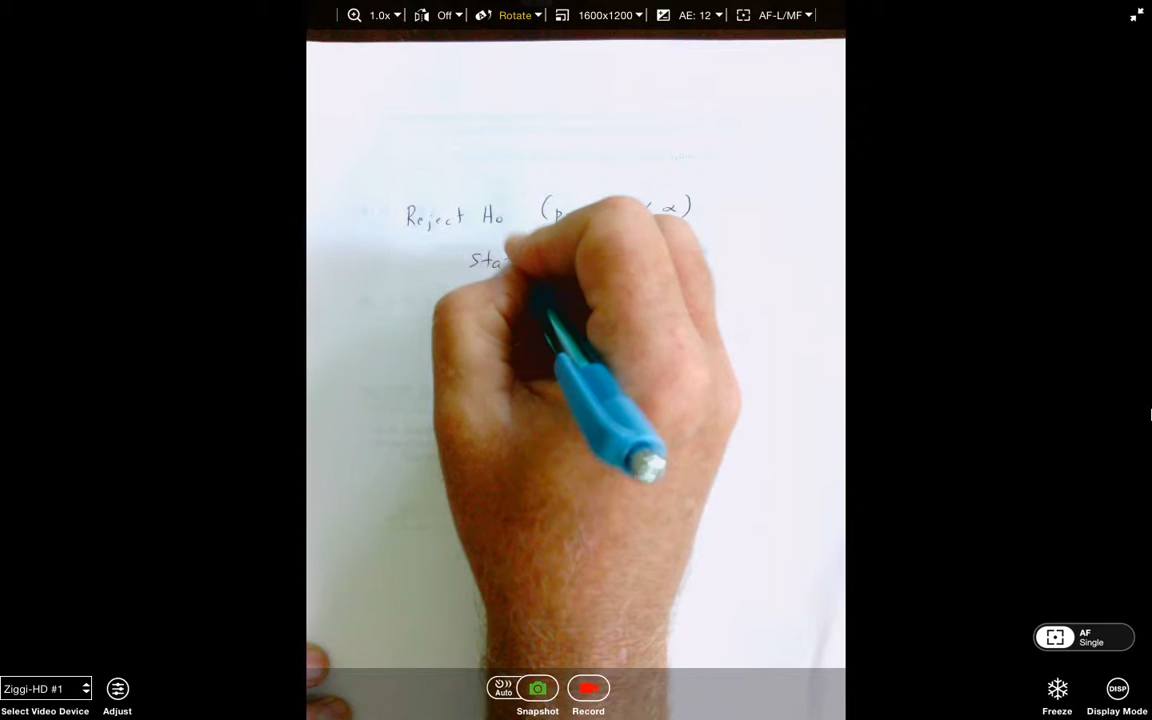 1.0x Off Rotate 1600x1200 AE: 12 AF-L/MF
Reject Ho ( α)
AF
Single
Ziggi-HD #1
Auto
DISP
Select Video Device Adjust Snapshot Record Freeze Display Mode